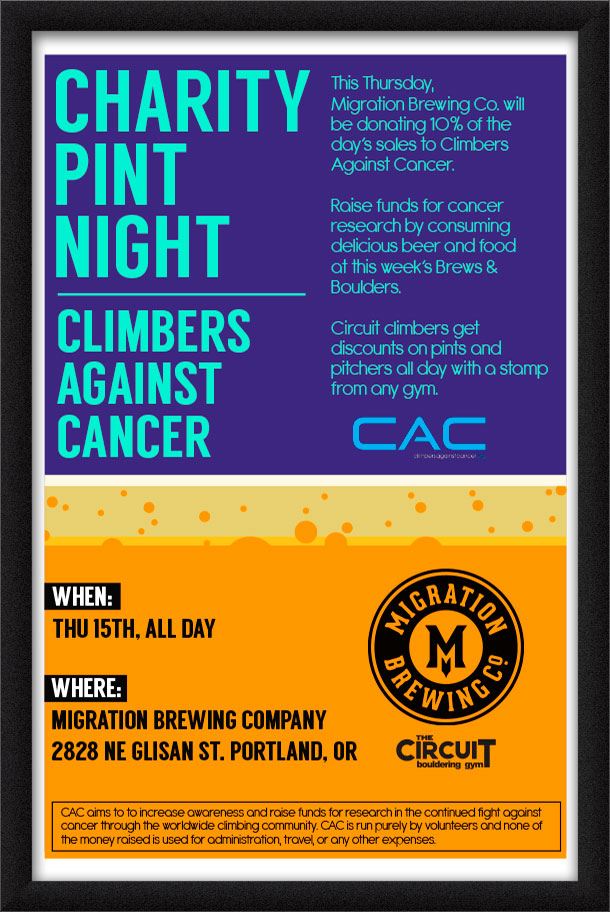 CHARITY
PINT
NIGHT
CLIMBERS
AGAINST
CANCER
This Thursday,
Migration Brewing Co. will
be donating 10% of the
day's sales to Climbers
Against Cancer.
Raise funds for cancer
research by consuming
delicious beer and food
at this week's Brews &
Boulders.
Circuit climbers get
discounts on pints and
pitchers all day with a stamp
from any gym.
CAC
climbersagainstcancer
WHEN:
THU 15TH, ALL DAY
WHERE:
MIGRATION BREWING COMPANY
2828 NE GLISAN ST. PORTLAND, OR
MIGRATION
M
BREWING Co
THE
CIRCUIT
bouldering gym
CAC aims to to increase awareness and raise funds for research in the continued fight against
cancer through the worldwide climbing community. CAC is run purely by volunteers and none of
the money raised is used for administration, travel, or any other expenses.